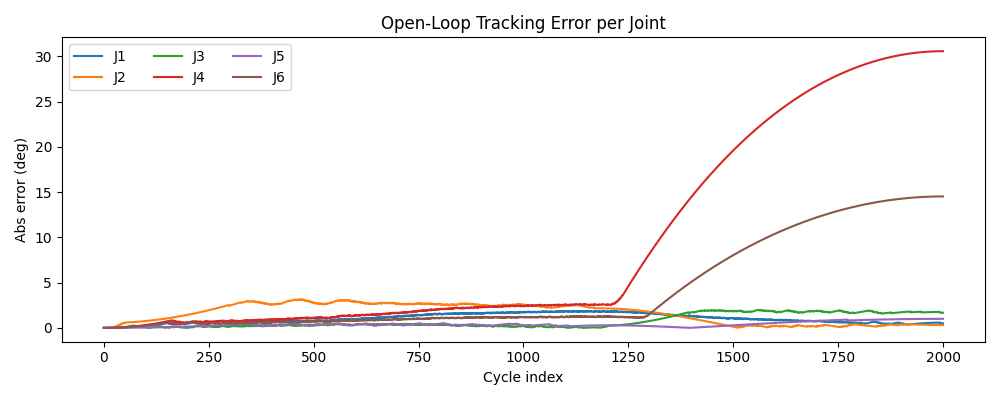 Open-Loop Tracking Error per Joint
J1 J3 J5
J2 J4 J6
Abs error (deg)
30
25
20
15
10
5
0
0 250 500 750 1000 1250 1500 1750 2000
Cycle index